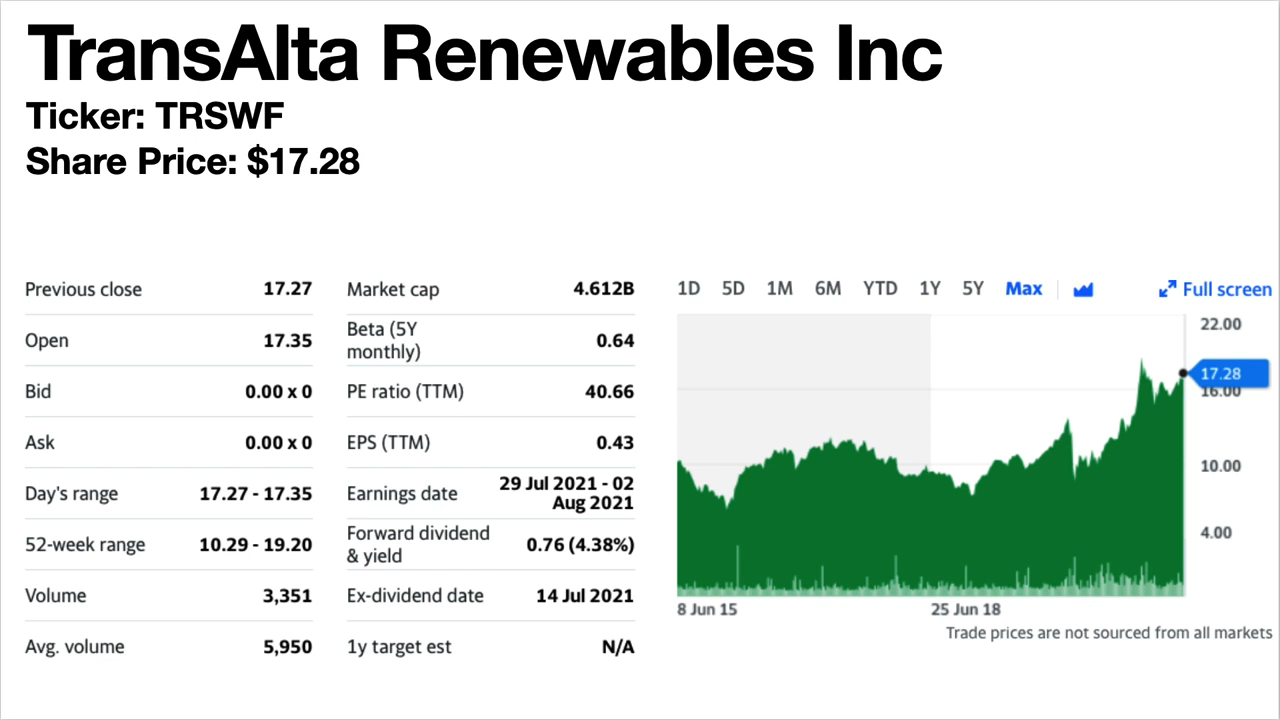 TransAlta Renewables Inc
Ticker: TRSWF
Share Price: $17.28
Previous close 17.27
Open 17.35
Bid 0.00 x 0
Ask 0.00 x 0
Day's range 17.27 - 17.35
52-week range 10.29 - 19.20
Volume 3,351
Avg. volume 5,950
Market cap 4.612B
Beta (5Y
monthly) 0.64
PE ratio (TTM) 40.66
EPS (TTM) 0.43
Earnings date 29 Jul 2021 - 02
Aug 2021
Forward dividend
& yield 0.76 (4.38%)
Ex-dividend date 14 Jul 2021
1y target est N/A
1D 5D 1M 6M YTD 1Y 5Y Max Full screen
22.00
17.28
16.00
10.00
4.00
8 Jun 15 25 Jun 18
Trade prices are not sourced from all markets